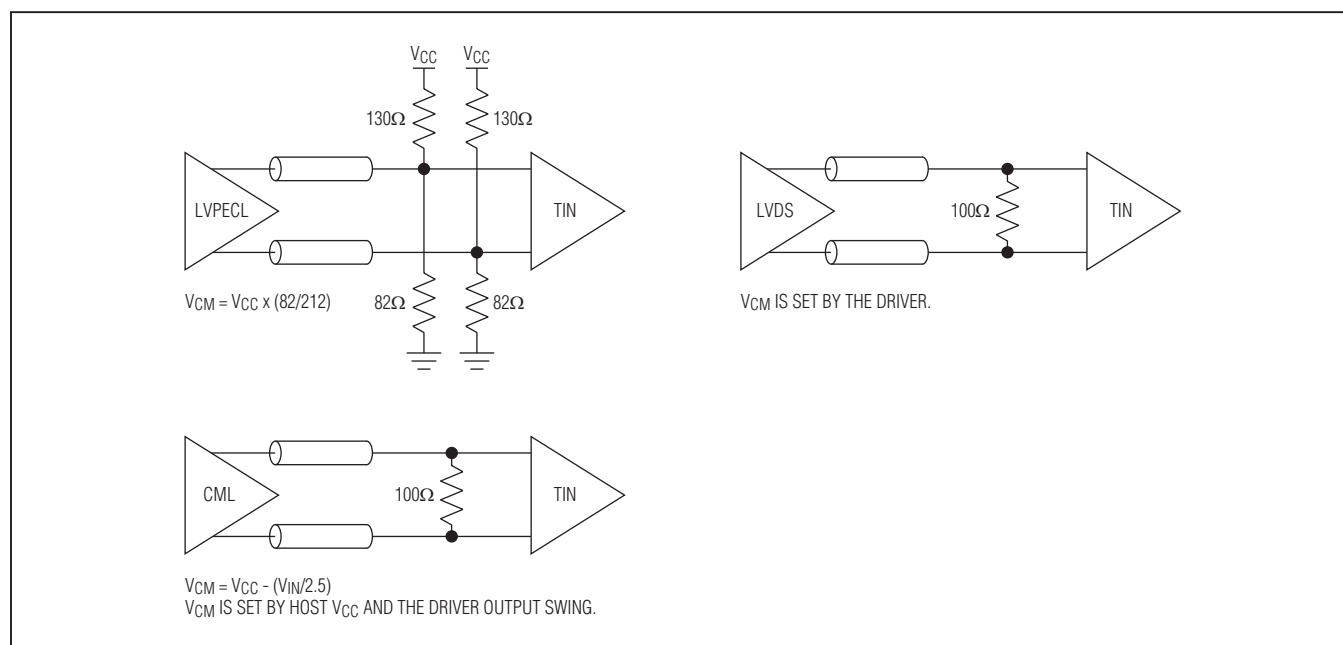 VCC VCC
130Ω 130Ω
LVPECL TIN
82Ω 82Ω
VCM = VCC x (82/212)
LVDS 100Ω TIN
VCM IS SET BY THE DRIVER.
CML 100Ω TIN
VCM = VCC - (VIN/2.5)
VCM IS SET BY HOST VCC AND THE DRIVER OUTPUT SWING.